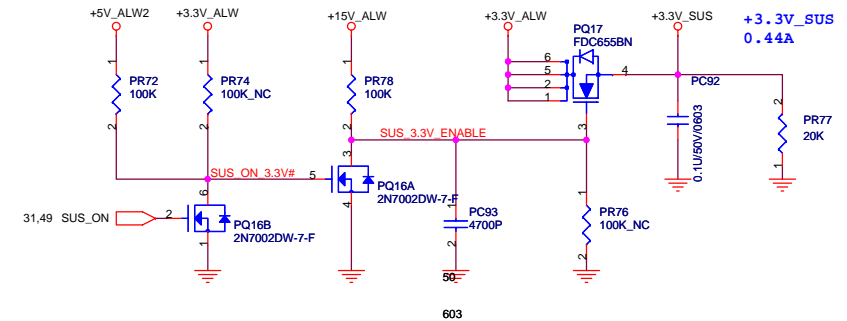 +5V_ALW2
+3.3V_ALW
+15V_ALW
+3.3V_ALW
+3.3V_SUS
+3.3V_SUS
0.44A
PQ17
FDC655BN
6
5
2
1
4
3
PC92
0.1U/50V/0603
1
PR72
100K
2
1
PR74
100K_NC
2
1
PR78
100K
2
2
PR77
20K
1
SUS_3.3V_ENABLE
SUS_ON_3.3V#
5
3
PQ16A
2N7002DW-7-F
4
31,49 SUS_ON
2
6
PQ16B
2N7002DW-7-F
1
1
PC93
4700P
2
1
PR76
100K_NC
2
50
603